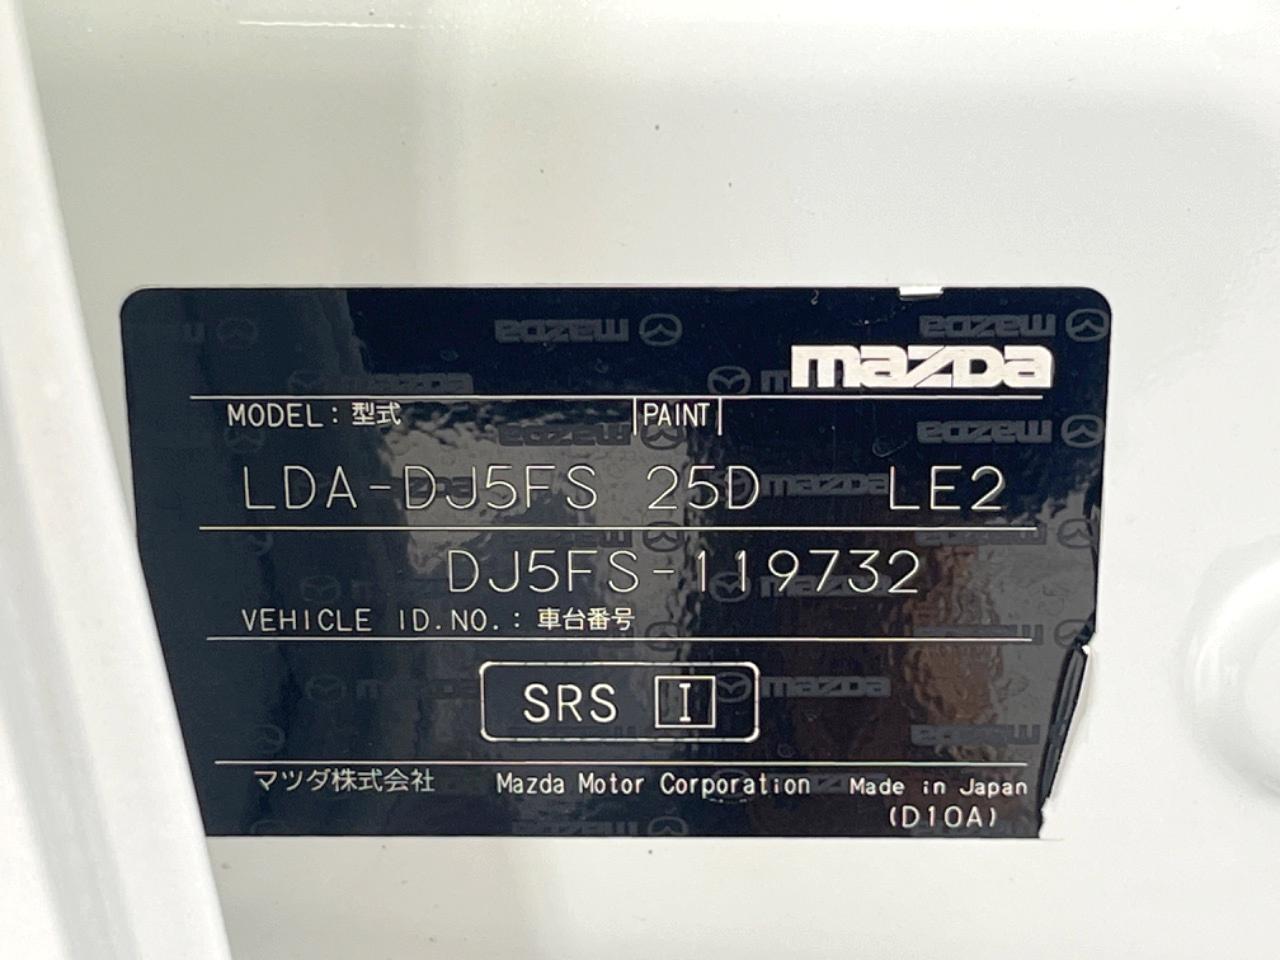 mazda
MODEL：型式 PAINT
LDA-DJ5FS 25D LE2
DJ5FS-119732
VEHICLE ID.NO.：車台番号
SRS I
マツダ株式会社 Mazda Motor Corporation Made in Japan
(D10A)